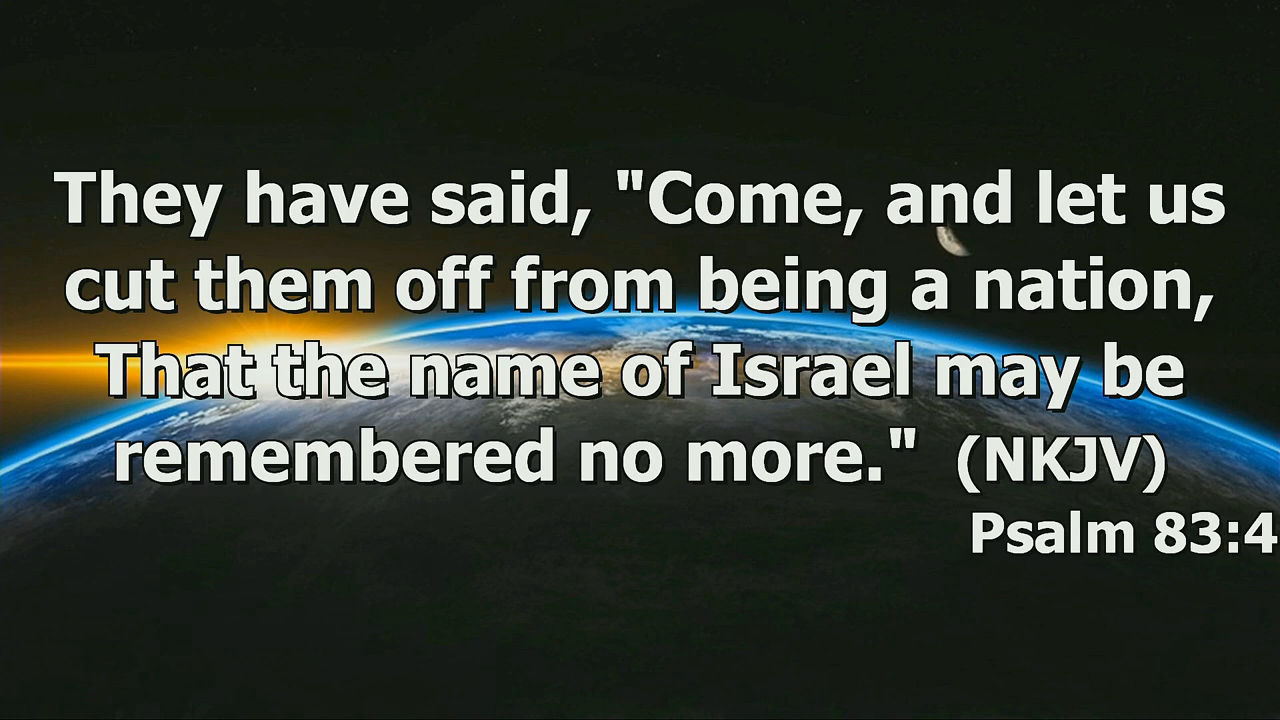 They have said, "Come, and let us
cut them off from being a nation,
That the name of Israel may be
remembered no more." (NKJV)
Psalm 83:4